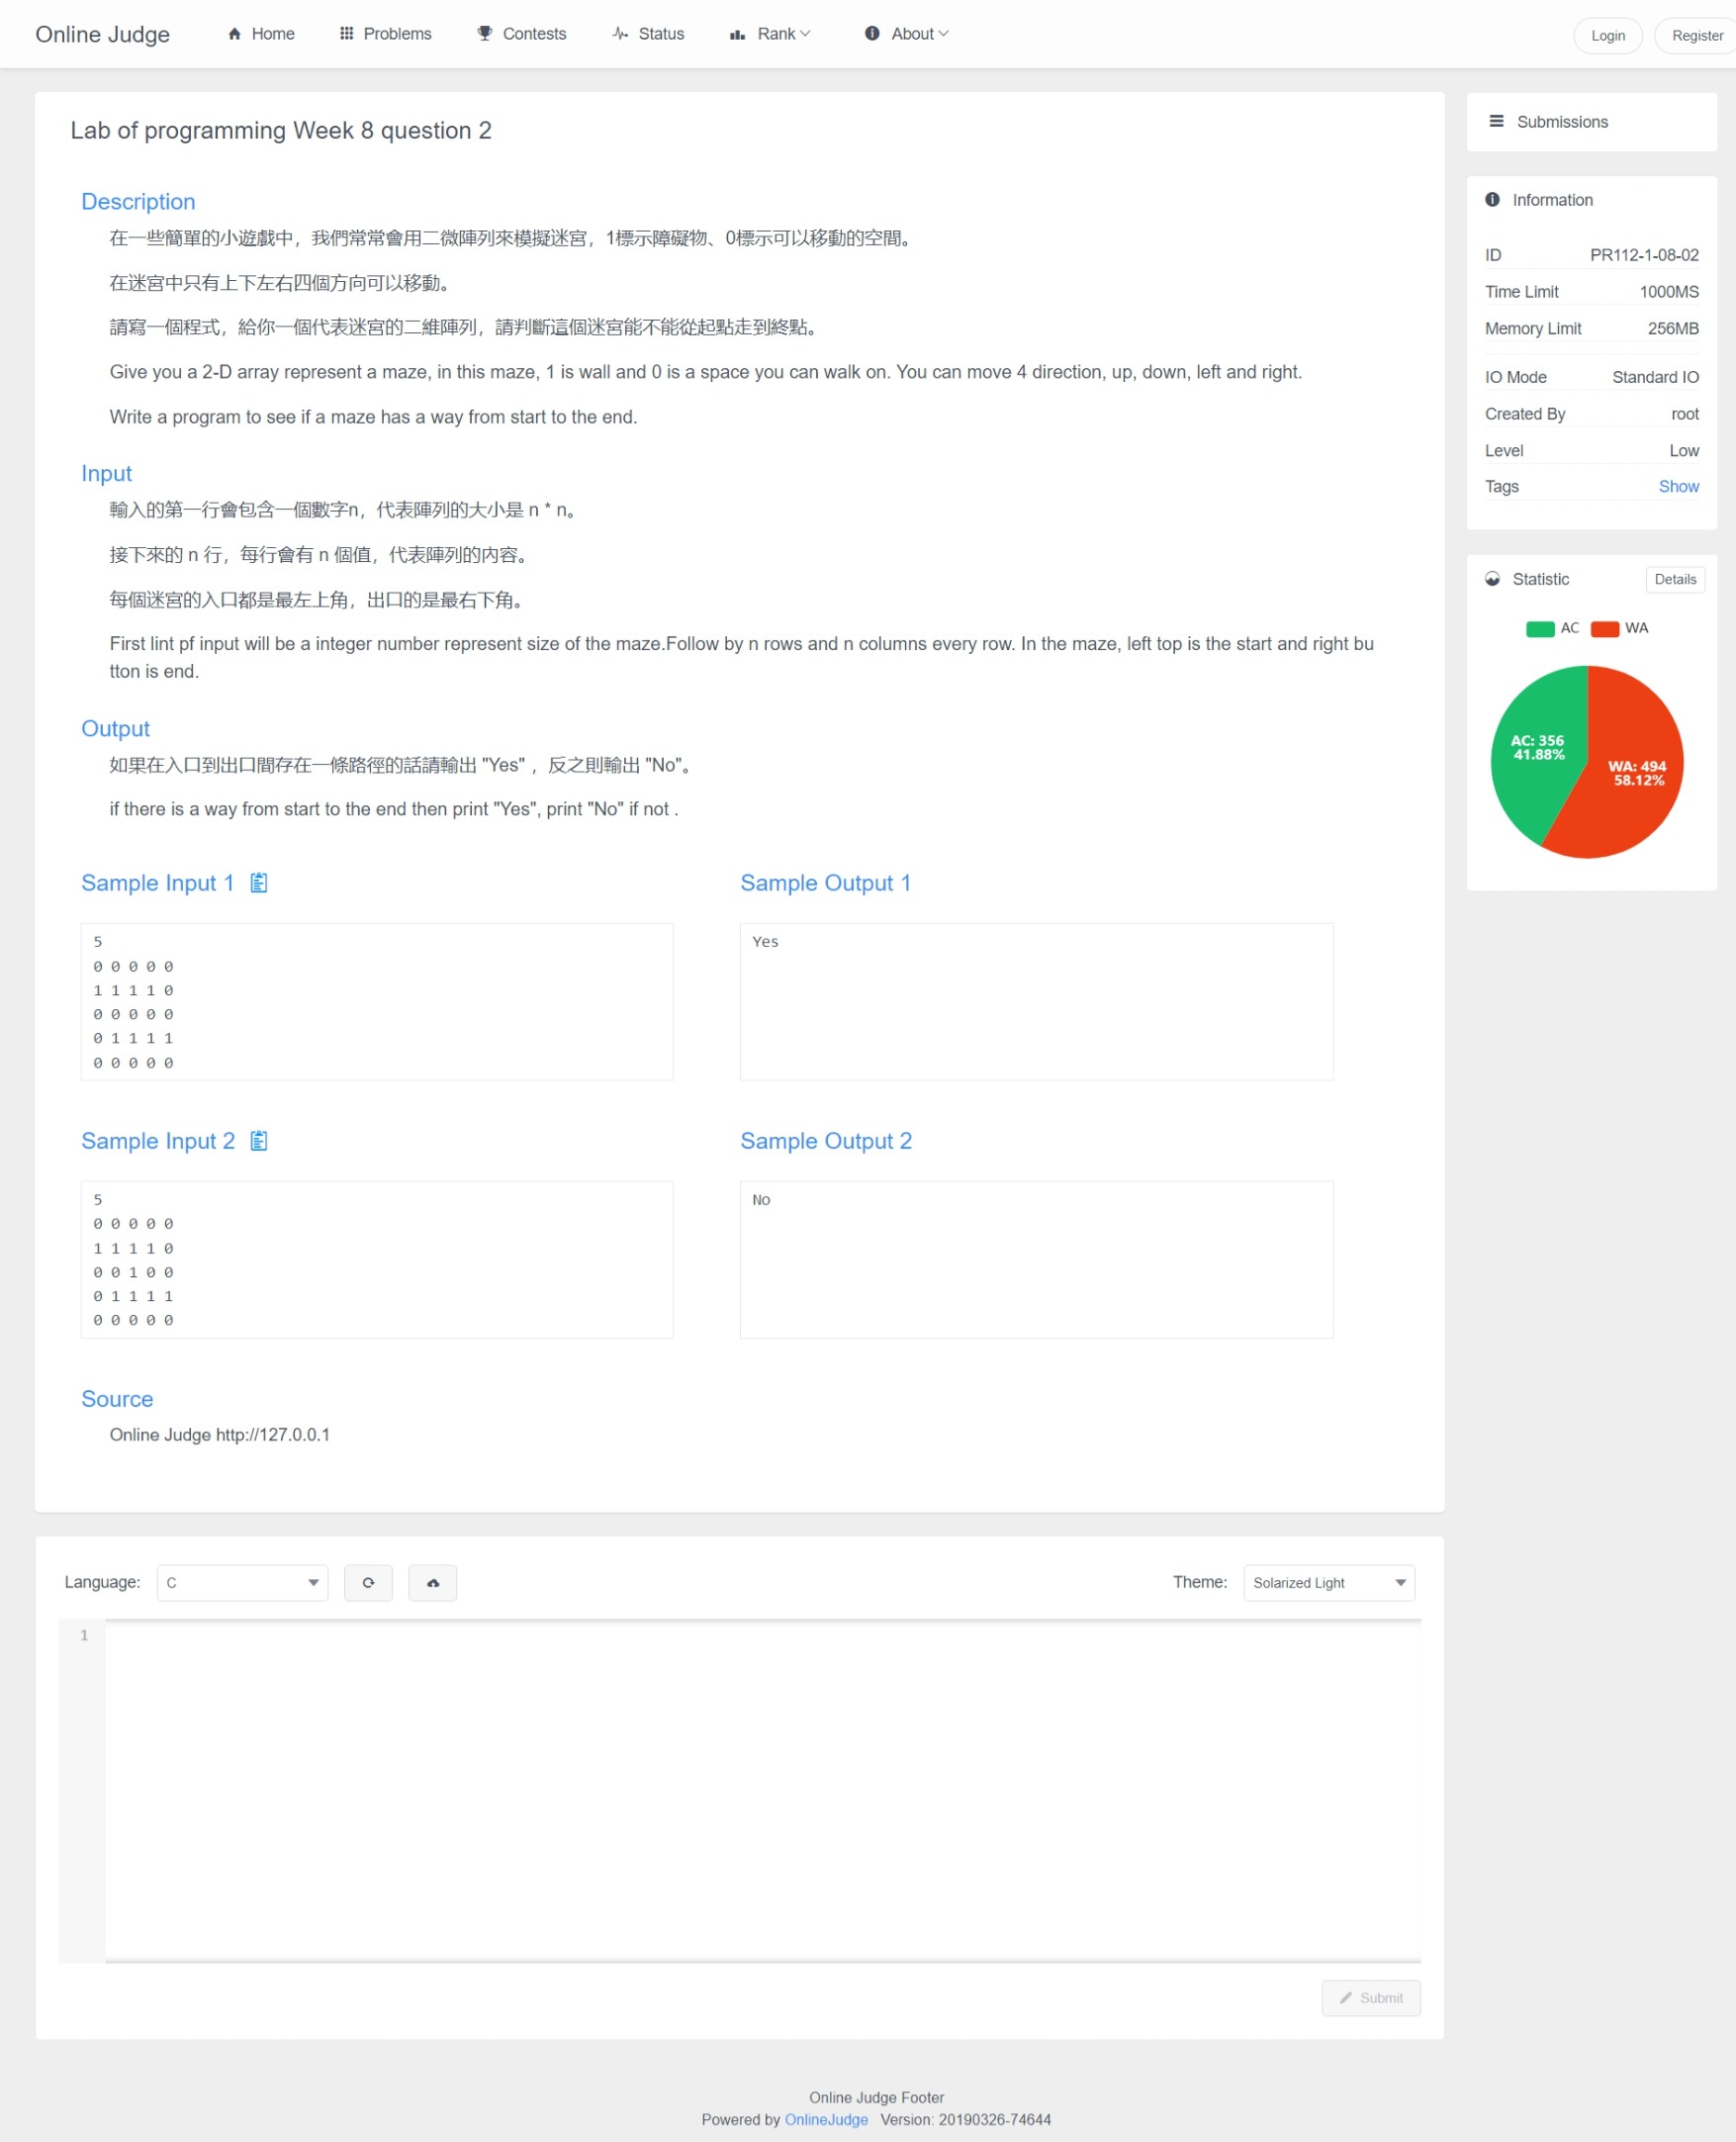 Online Judge Home Problems Contests Status Rank About Login Register
Lab of programming Week 8 question 2
Description
在一些簡單的小遊戲中，我們常常會用二微陣列來模擬迷宮，1標示障礙物、0標示可以移動的空間。
在迷宮中只有上下左右四個方向可以移動。
請寫一個程式，給你一個代表迷宮的二維陣列，請判斷這個迷宮能不能從起點走到終點。
Give you a 2-D array represent a maze, in this maze, 1 is wall and 0 is a space you can walk on. You can move 4 direction, up, down, left and right.
Write a program to see if a maze has a way from start to the end.
Input
輸入的第一行會包含一個數字n，代表陣列的大小是 n * n。
接下來的 n 行，每行會有 n 個值，代表陣列的內容。
每個迷宮的入口都是最左上角，出口的是最右下角。
First lint pf input will be a integer number represent size of the maze.Follow by n rows and n columns every row. In the maze, left top is the start and right bu
tton is end.
Output
如果在入口到出口間存在一條路徑的話請輸出 "Yes" ，反之則輸出 "No"。
if there is a way from start to the end then print "Yes", print "No" if not .
Sample Input 1
5
0 0 0 0 0
1 1 1 1 0
0 0 0 0 0
0 1 1 1 1
0 0 0 0 0
Sample Output 1
Yes
Sample Input 2
5
0 0 0 0 0
1 1 1 1 0
0 0 1 0 0
0 1 1 1 1
0 0 0 0 0
Sample Output 2
No
Source
Online Judge http://127.0.0.1
Submissions
Information
ID PR112-1-08-02
Time Limit 1000MS
Memory Limit 256MB
IO Mode Standard IO
Created By root
Level Low
Tags Show
Statistic Details
AC WA
AC: 356
41.88%
WA: 494
58.12%
Language: C Theme: Solarized Light
1
Submit
Online Judge Footer
Powered by OnlineJudge Version: 20190326-74644